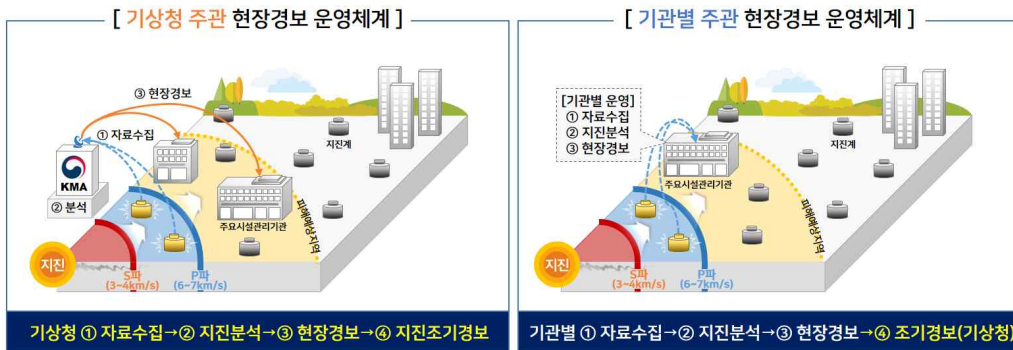 [ 기상청 주관 현장경보 운영체계 ]
③ 현장경보
① 자료수집
KMA
② 분석
지진계
주요시설관리기관
피해예상지역
지진
S파
(3~4km/s)
P파
(6~7km/s)
기상청 ① 자료수집→② 지진분석→③ 현장경보→④ 지진조기경보
[ 기관별 주관 현장경보 운영체계 ]
[기관별 운영]
① 자료수집
② 지진분석
③ 현장경보
지진계
주요시설관리기관
피해예상지역
지진
S파
(3~4km/s)
P파
(6~7km/s)
기관별 ① 자료수집→② 지진분석→③ 현장경보→④ 조기경보(기상청)